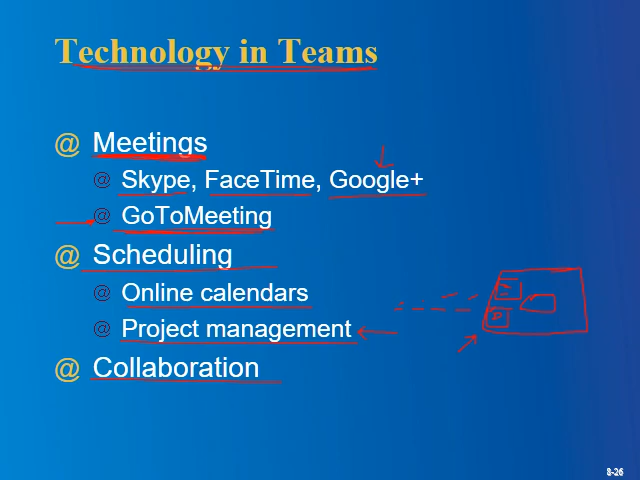 Technology in Teams
@ Meetings
@ Skype, FaceTime, Google+
@ GoToMeeting
@ Scheduling
@ Online calendars
@ Project management
@ Collaboration
8-26